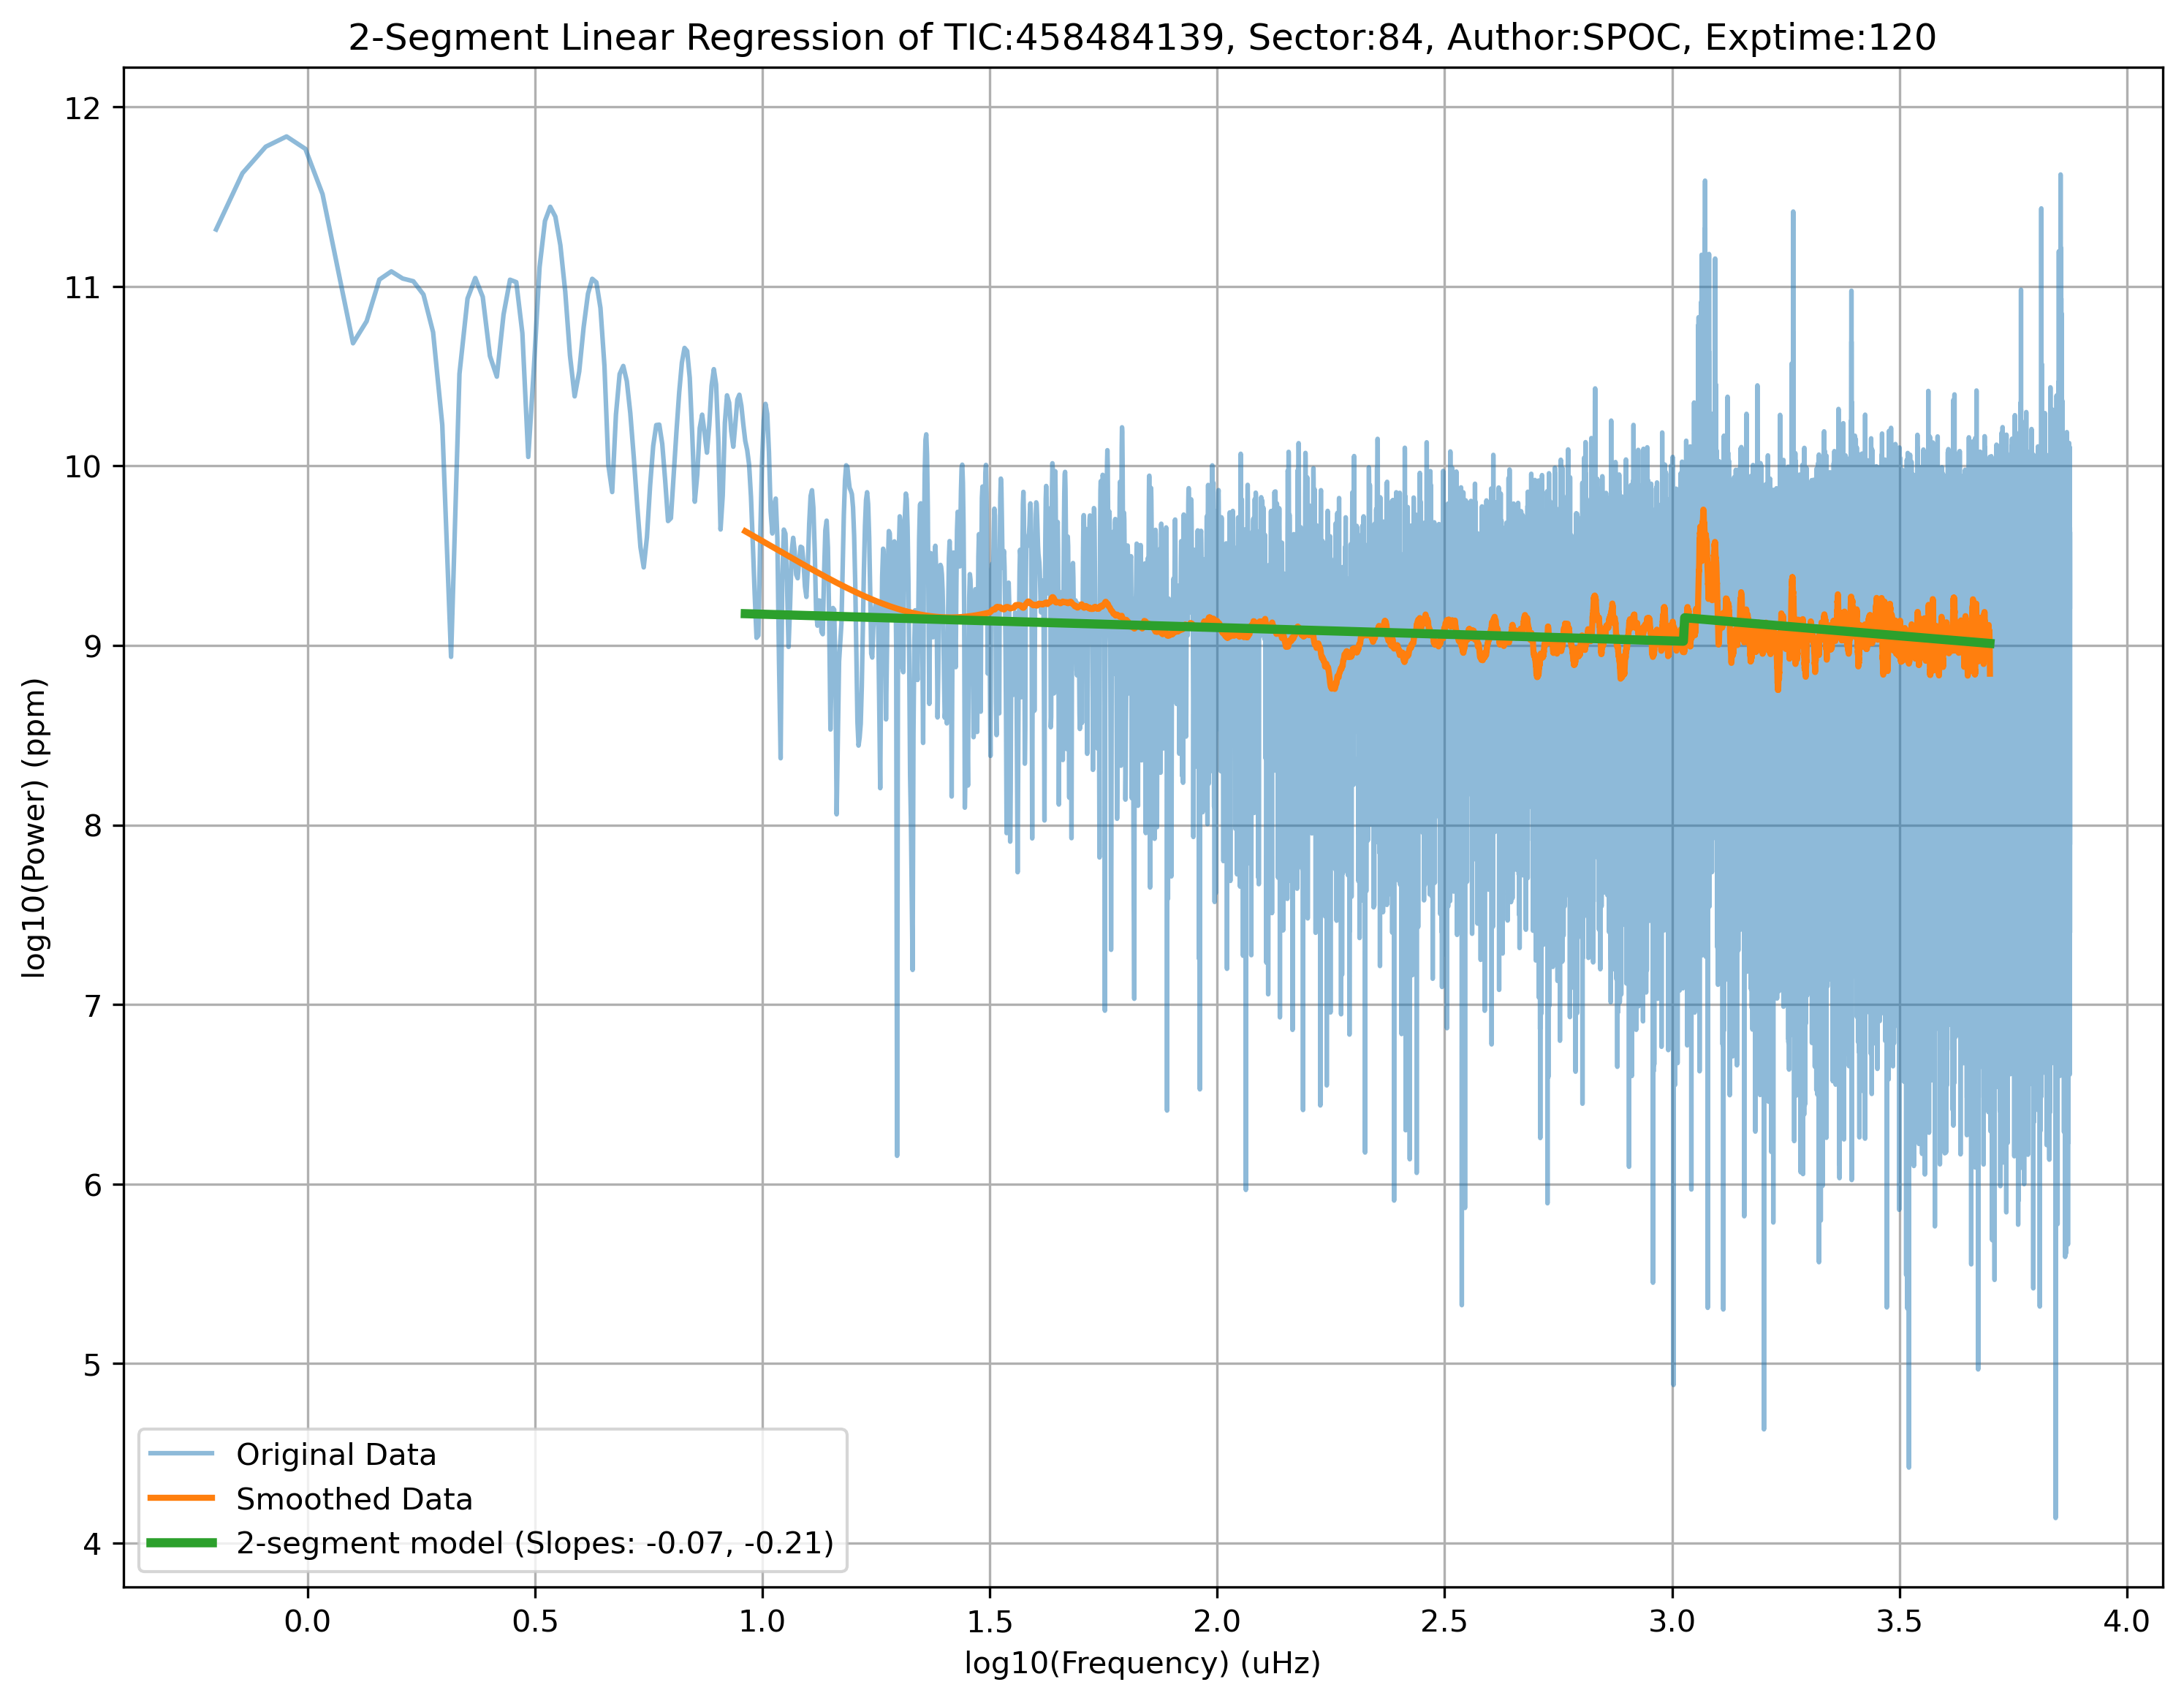 2-Segment Linear Regression of TIC:458484139, Sector:84, Author:SPOC, Exptime:120
log10(Power) (ppm)
12
11
10
9
8
7
6
5
4
Original Data
Smoothed Data
2-segment model (Slopes: -0.07, -0.21)
0.0 0.5 1.0 1.5 2.0 2.5 3.0 3.5 4.0
log10(Frequency) (uHz)